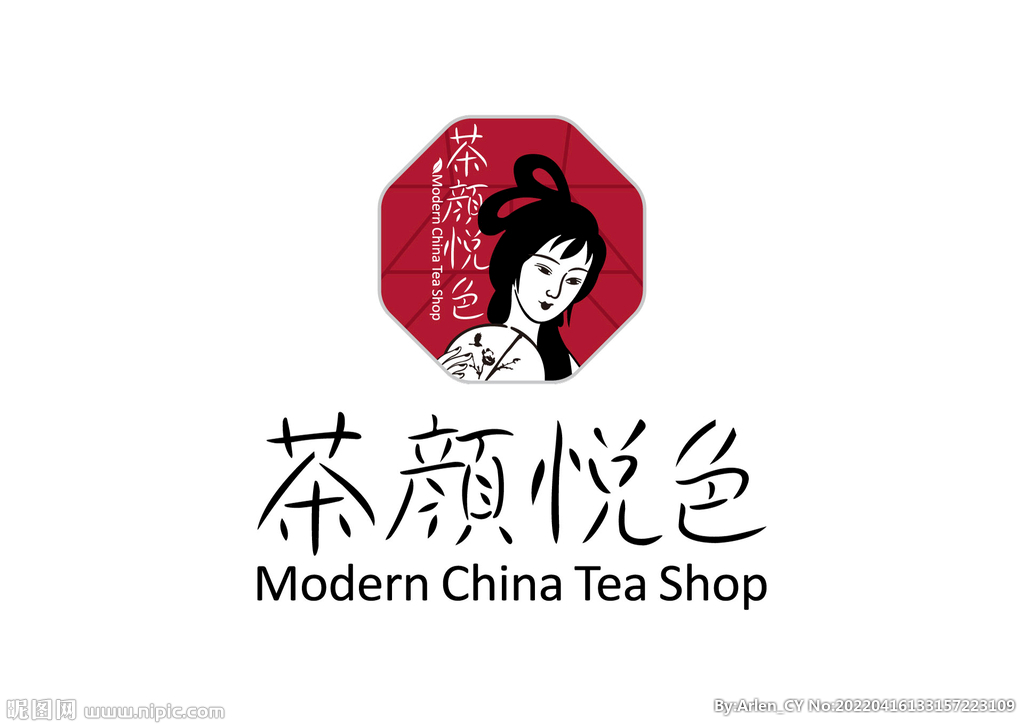 茶颜悦色
Modern China Tea Shop
茶颜悦色
Modern China Tea Shop
昵图网 www.nipic.com
By:Arlen_CY No:20220416133157223109